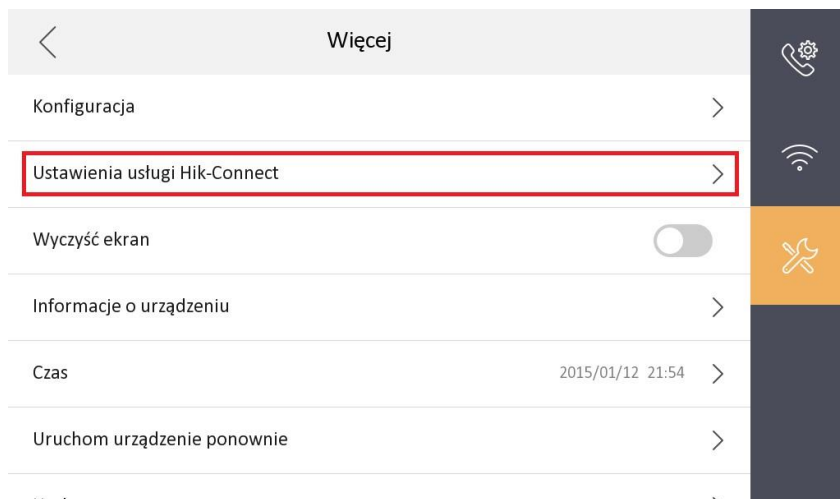 Więcej
Konfiguracja
Ustawienia usługi Hik-Connect
Wyczyść ekran
Informacje o urządzeniu
Czas 2015/01/12 21:54
Uruchom urządzenie ponownie